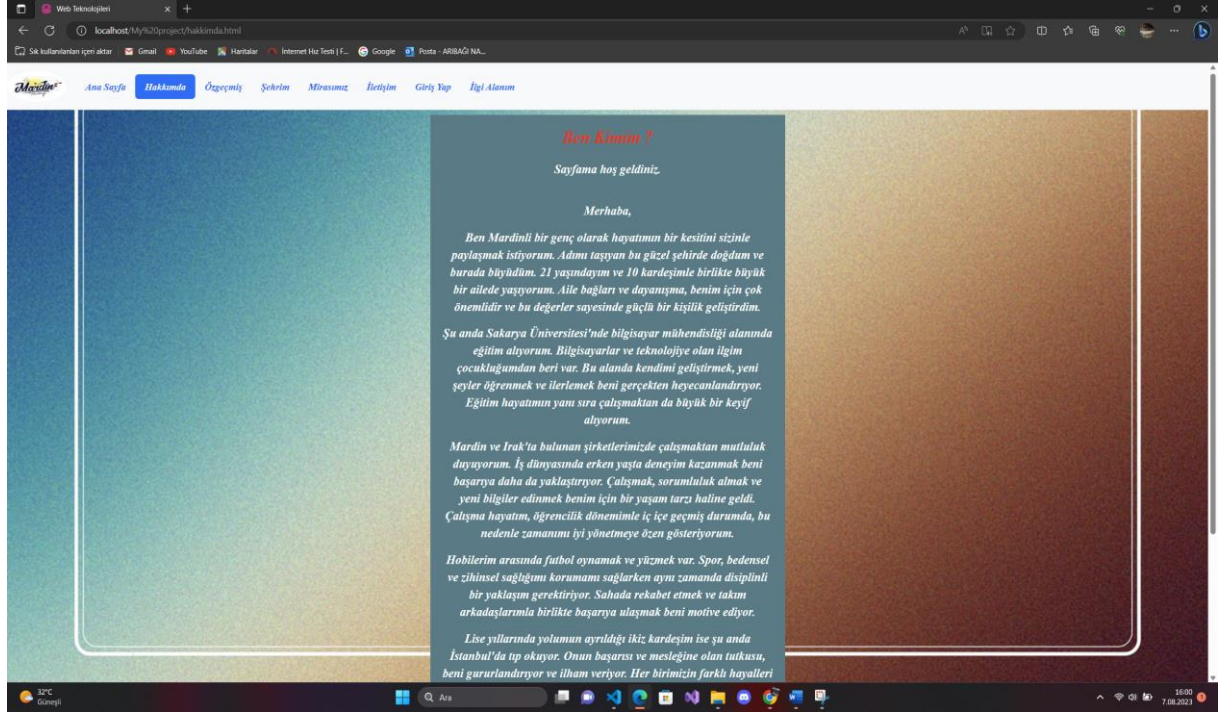 Web Teknolojileri
localhost/My%20project/hakkimda.html
Sık kullanılanları içeri aktar Gmail YouTube Haritalar İnternet Hız Testi | F... Google Posta - ARIBAĞI NA...
Mardin
Ana Sayfa Hakkımda Özgeçmiş Şehrim Mirasımız İletişim Giriş Yap İlgi Alanım
Ben Kimim ?
Sayfama hoş geldiniz.
Merhaba,
Ben Mardinli bir genç olarak hayatımın bir kesitini sizinle
paylaşmak istiyorum. Adımı taşıyan bu güzel şehirde doğdum ve
burada büyüdüm. 21 yaşındayım ve 10 kardeşimle birlikte büyük
bir ailede yaşıyorum. Aile bağları ve dayanışma, benim için çok
önemlidir ve bu değerler sayesinde güçlü bir kişilik geliştirdim.
Şu anda Sakarya Üniversitesi'nde bilgisayar mühendisliği alanında
eğitim alıyorum. Bilgisayarlar ve teknolojiye olan ilgim
çocukluğumdan beri var. Bu alanda kendimi geliştirmek, yeni
şeyler öğrenmek ve ilerlemek beni gerçekten heyecanlandırıyor.
Eğitim hayatımın yanı sıra çalışmaktan da büyük bir keyif
alıyorum.
Mardin ve Irak'ta bulunan şirketlerimizde çalışmaktan mutluluk
duyuyorum. İş dünyasında erken yaşta deneyim kazanmak beni
başarıya daha da yaklaştırıyor. Çalışmak, sorumluluk almak ve
yeni bilgiler edinmek benim için bir yaşam tarzı haline geldi.
Çalışma hayatım, öğrencilik dönemimle iç içe geçmiş durumda, bu
nedenle zamanımı iyi yönetmeye özen gösteriyorum.
Hobilerim arasında futbol oynamak ve yüzmek var. Spor, bedensel
ve zihinsel sağlığımı korumamı sağlarken aynı zamanda disiplinli
bir yaklaşım gerektiriyor. Sahada rekabet etmek ve takım
arkadaşlarımla birlikte başarıya ulaşmak beni motive ediyor.
Lise yıllarında yolumun ayrıldığı ikiz kardeşim ise şu anda
İstanbul'da tıp okuyor. Onun başarısı ve mesleğine olan tutkusu,
beni gururlandırıyor ve ilham veriyor. Her birimizin farklı hayalleri
32°C
Güneşli
Ara
16:00
7.08.2023